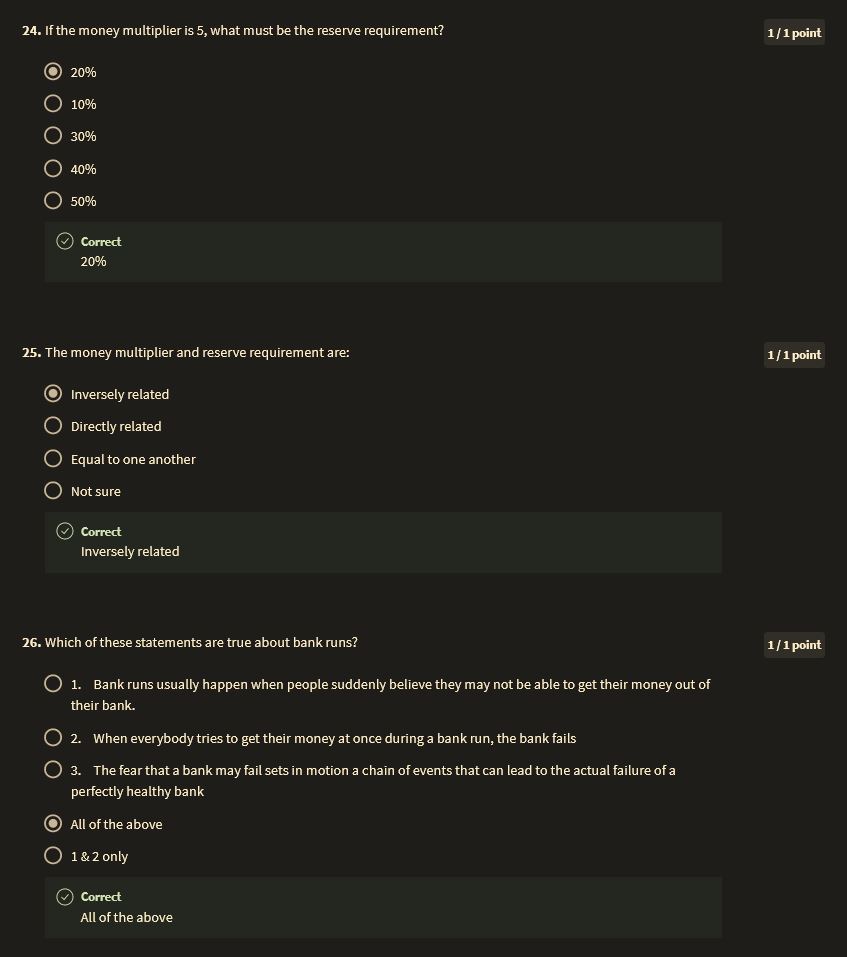 24. If the money multiplier is 5, what must be the reserve requirement?
1 / 1 point
20%
10%
30%
40%
50%
Correct
20%
25. The money multiplier and reserve requirement are:
1 / 1 point
Inversely related
Directly related
Equal to one another
Not sure
Correct
Inversely related
26. Which of these statements are true about bank runs?
1 / 1 point
1. Bank runs usually happen when people suddenly believe they may not be able to get their money out of
their bank.
2. When everybody tries to get their money at once during a bank run, the bank fails
3. The fear that a bank may fail sets in motion a chain of events that can lead to the actual failure of a
perfectly healthy bank
All of the above
1 & 2 only
Correct
All of the above